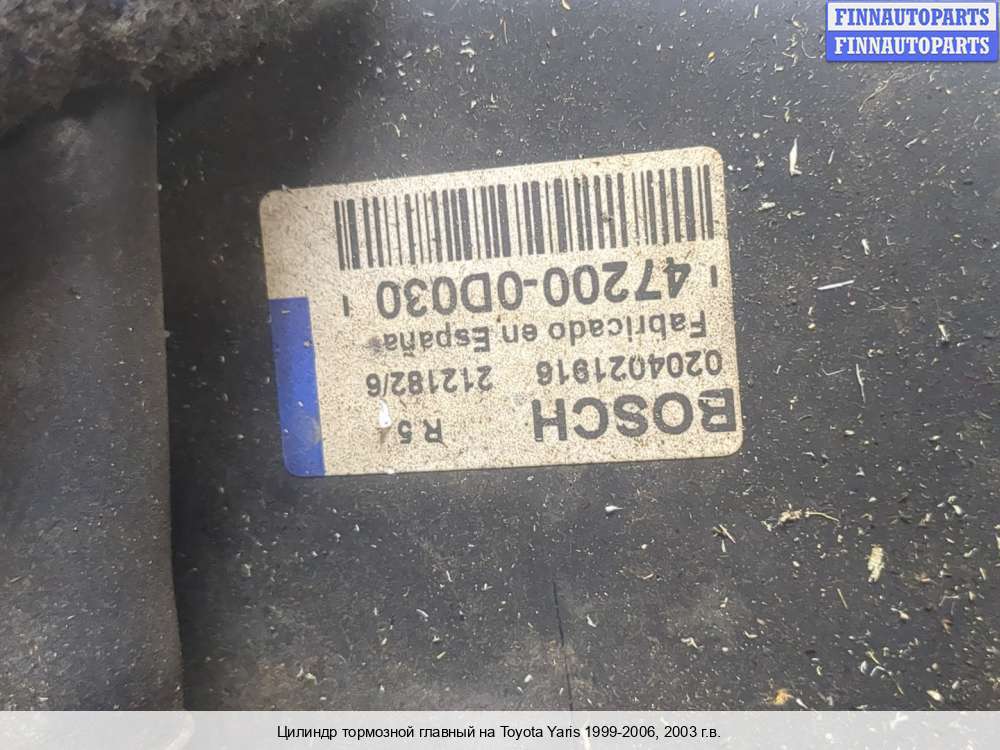 FINNAUTOPARTS
FINNAUTOPARTS
BOSCH R 5
0204021916 212182/6
Fabricado en España
I 47200-0D030 I
Цилиндр тормозной главный на Toyota Yaris 1999-2006, 2003 г.в.